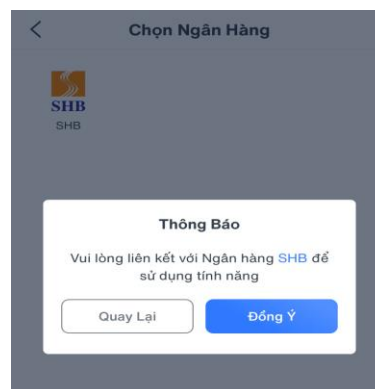 Chọn Ngân Hàng
SHB
SHB
Thông Báo
Vui lòng liên kết với Ngân hàng SHB để
sử dụng tính năng
Quay Lại
Đồng Ý